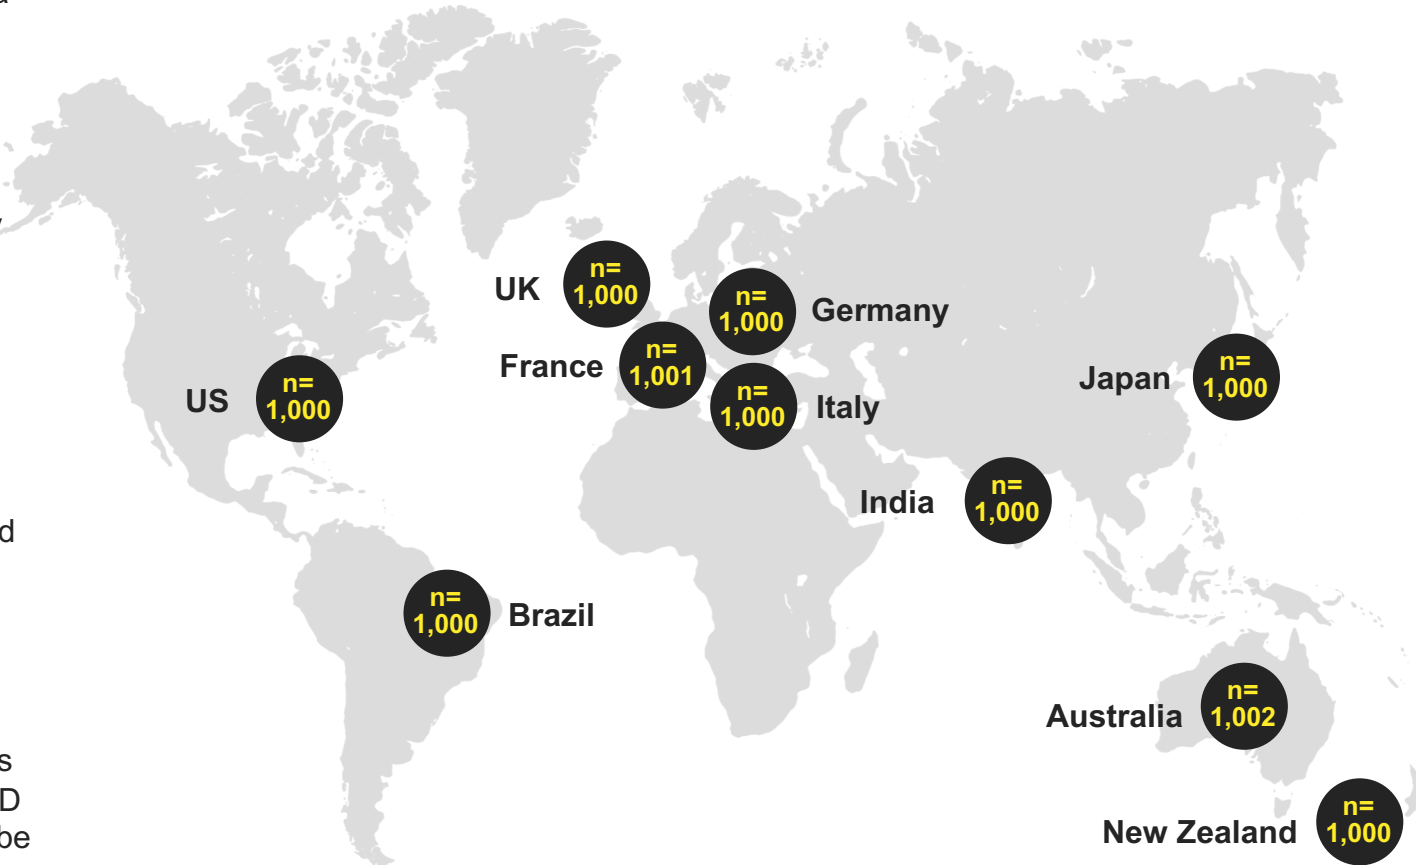 UK
n=
1,000
n=
1,000
Germany
France
n=
1,001
US
n=
1,000
n=
1,000
Italy
Japan
n=
1,000
India
n=
1,000
d
n=
1,000
Brazil
Australia
n=
1,002
s
D
be
New Zealand
n=
1,000